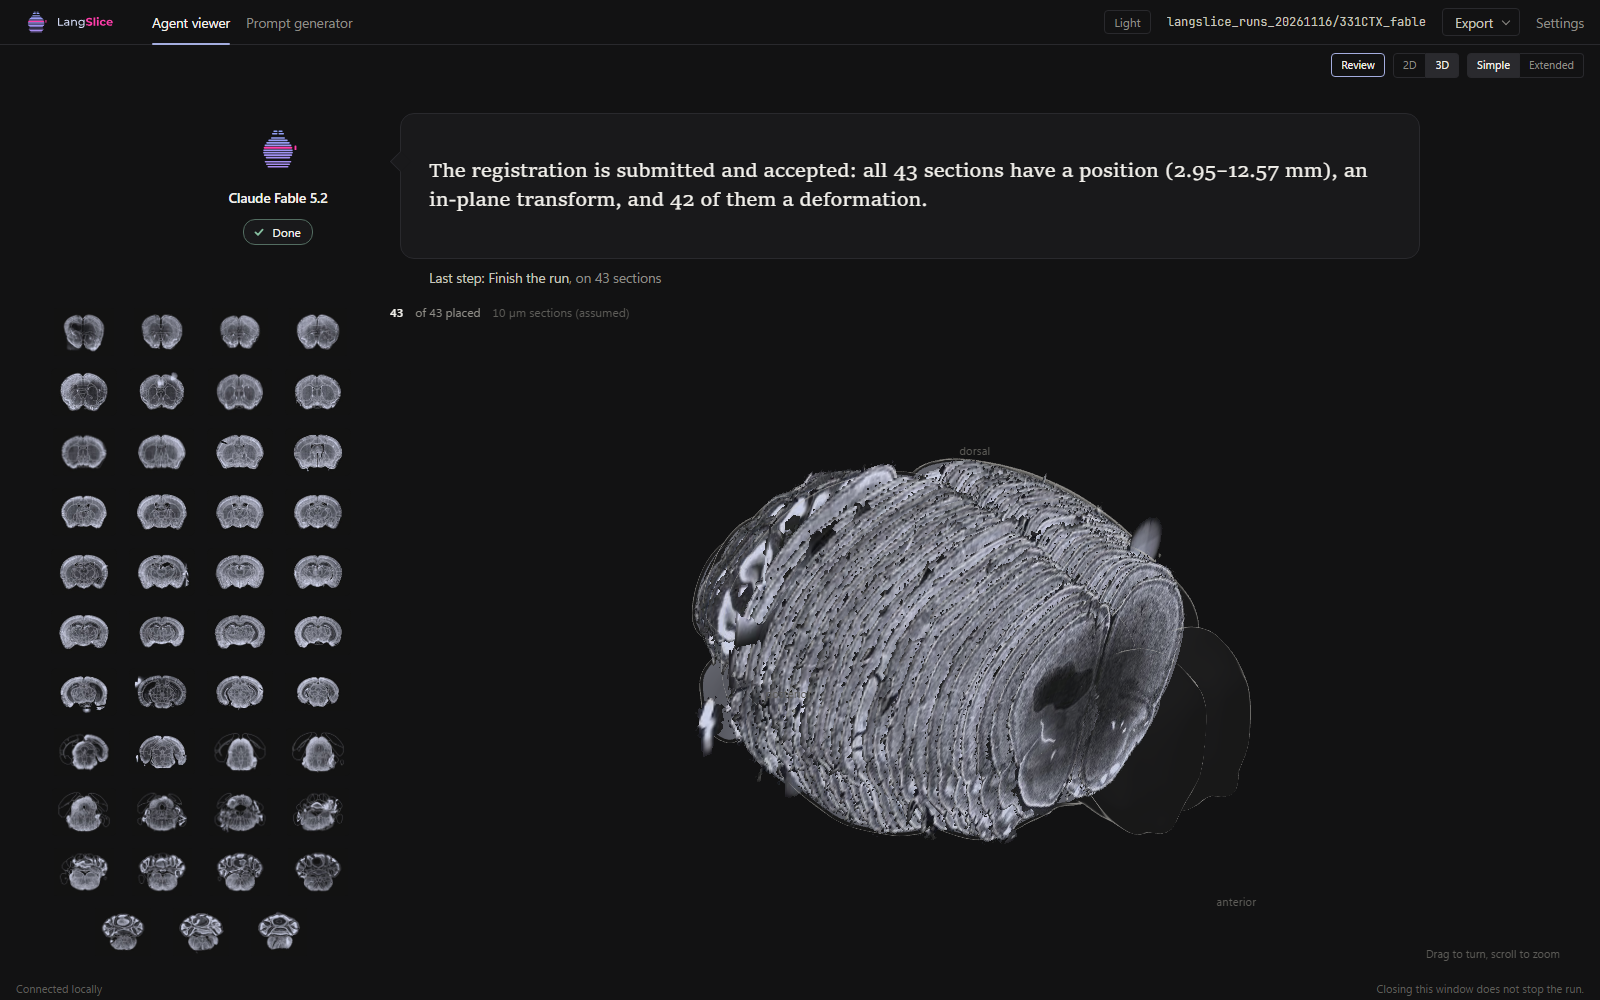 LangSlice
Agent viewer
Prompt generator
Light
langslice_runs_20261116/331CTX_fable
Export
Settings
Review
2D
3D
Simple
Extended
The registration is submitted and accepted: all 43 sections have a position (2.95–12.57 mm), an
in-plane transform, and 42 of them a deformation.
Claude Fable 5.2
Done
Last step: Finish the run, on 43 sections
43 of 43 placed
10 µm sections (assumed)
dorsal
anterior
Drag to turn, scroll to zoom
Connected locally
Closing this window does not stop the run.